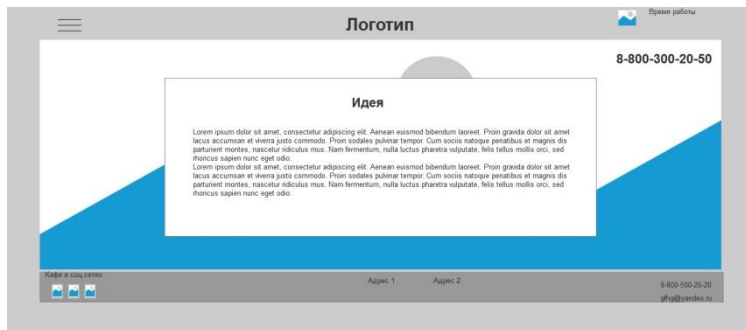 Логотип
Время работы
8-800-300-20-50
Идея
Lorem ipsum dolor sit amet, consectetur adipiscing elit. Aenean euismod bibendum laoreet. Proin gravida dolor sit amet
lacus accumsan et viverra justo commodo. Proin sodales pulvinar tempor. Cum sociis natoque penatibus et magnis dis
parturient montes, nascetur ridiculus mus. Nam fermentum, nulla luctus pharetra vulputate, felis tellus mollis orci, sed
rhoncus sapien nunc eget odio.
Lorem ipsum dolor sit amet, consectetur adipiscing elit. Aenean euismod bibendum laoreet. Proin gravida dolor sit amet
lacus accumsan et viverra justo commodo. Proin sodales pulvinar tempor. Cum sociis natoque penatibus et magnis dis
parturient montes, nascetur ridiculus mus. Nam fermentum, nulla luctus pharetra vulputate, felis tellus mollis orci, sed
rhoncus sapien nunc eget odio.
Кафе в соц сетях
Адрес 1
Адрес 2
8-800-500-20-20
glhg@yandex.ru